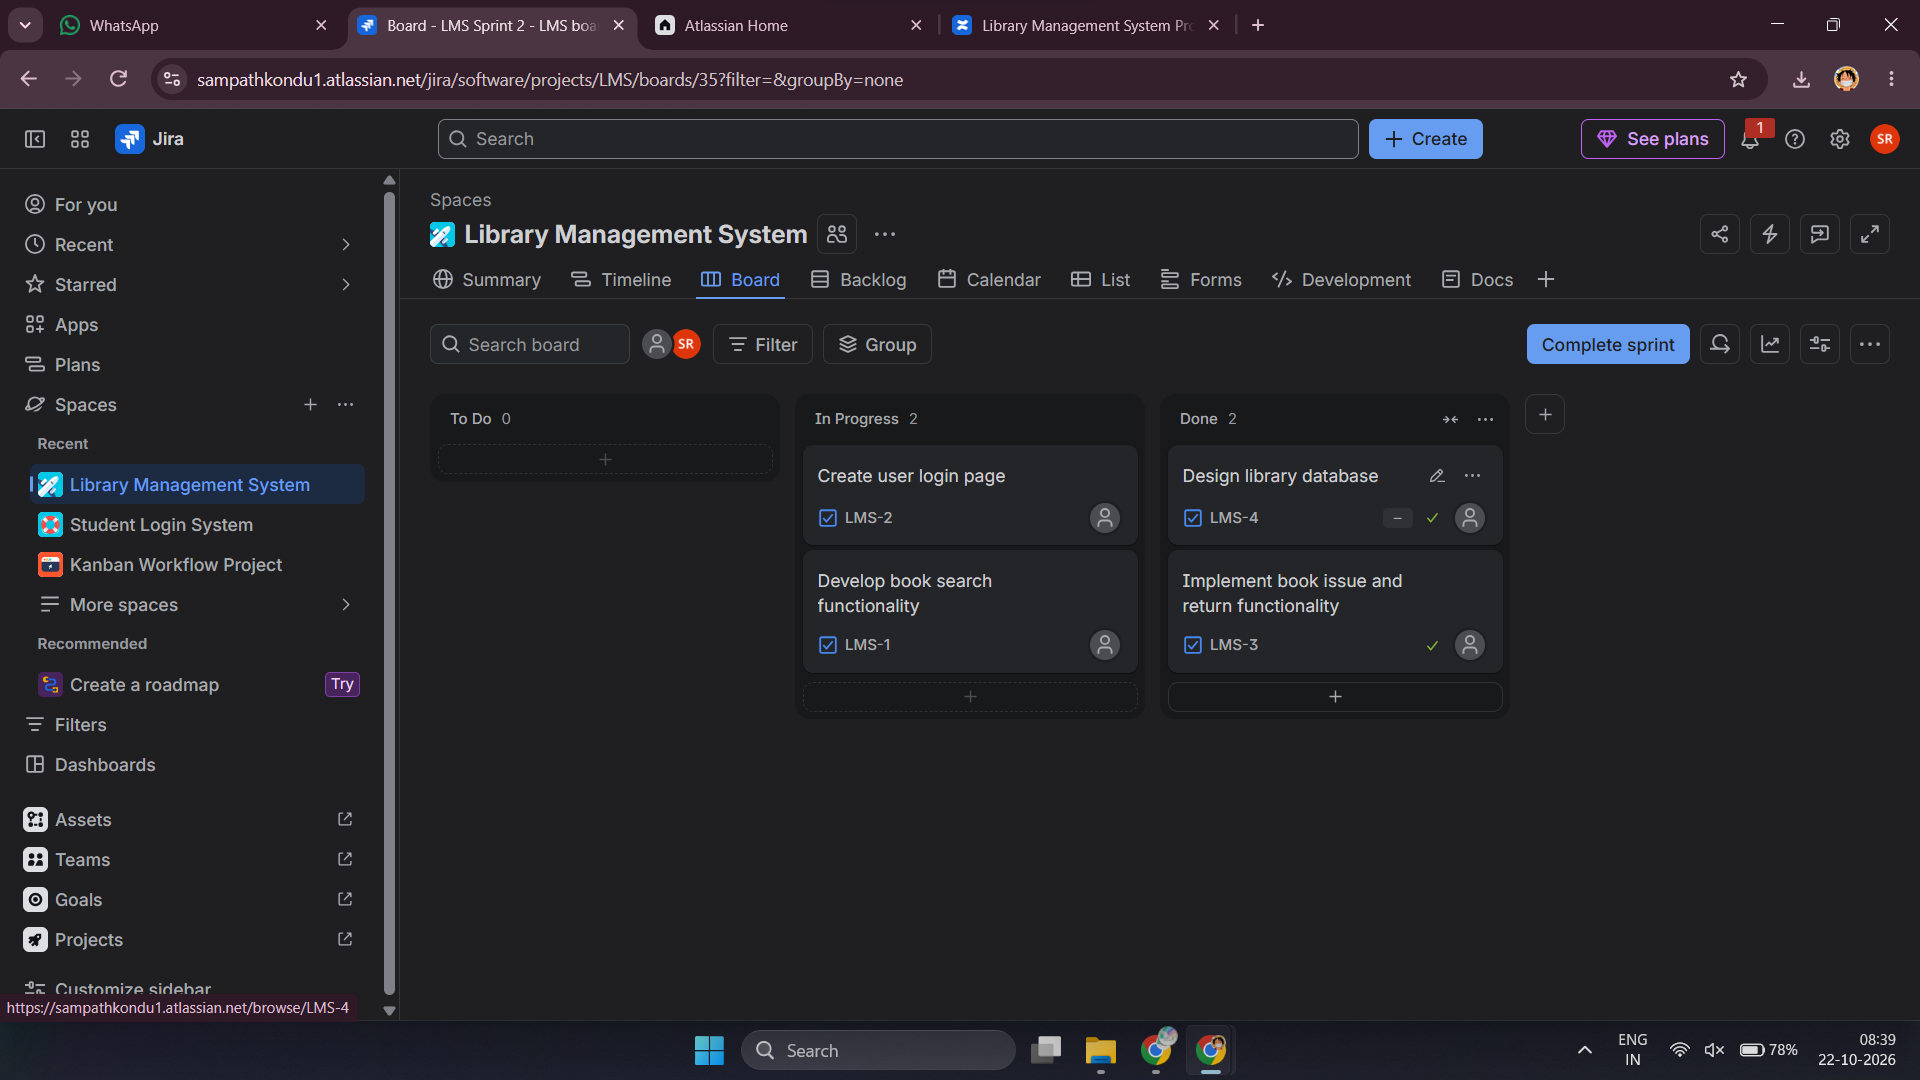 WhatsApp
Board - LMS Sprint 2 - LMS boa
Atlassian Home
Library Management System Pr
sampathkondu1.atlassian.net/jira/software/projects/LMS/boards/35?filter=&groupBy=none
Jira
Search
Create
See plans
1
SR
For you
Recent
Starred
Apps
Plans
Spaces
Recent
Library Management System
Student Login System
Kanban Workflow Project
More spaces
Recommended
Create a roadmap
Try
Filters
Dashboards
Assets
Teams
Goals
Projects
Customize sidebar
https://sampathkondu1.atlassian.net/browse/LMS-4
Spaces
Library Management System
Summary
Timeline
Board
Backlog
Calendar
List
Forms
Development
Docs
Search board
SR
Filter
Group
Complete sprint
To Do 0
In Progress 2
Create user login page
LMS-2
Develop book search
functionality
LMS-1
Done 2
Design library database
LMS-4
Implement book issue and
return functionality
LMS-3
Search
ENG
IN
78%
08:39
22-10-2026